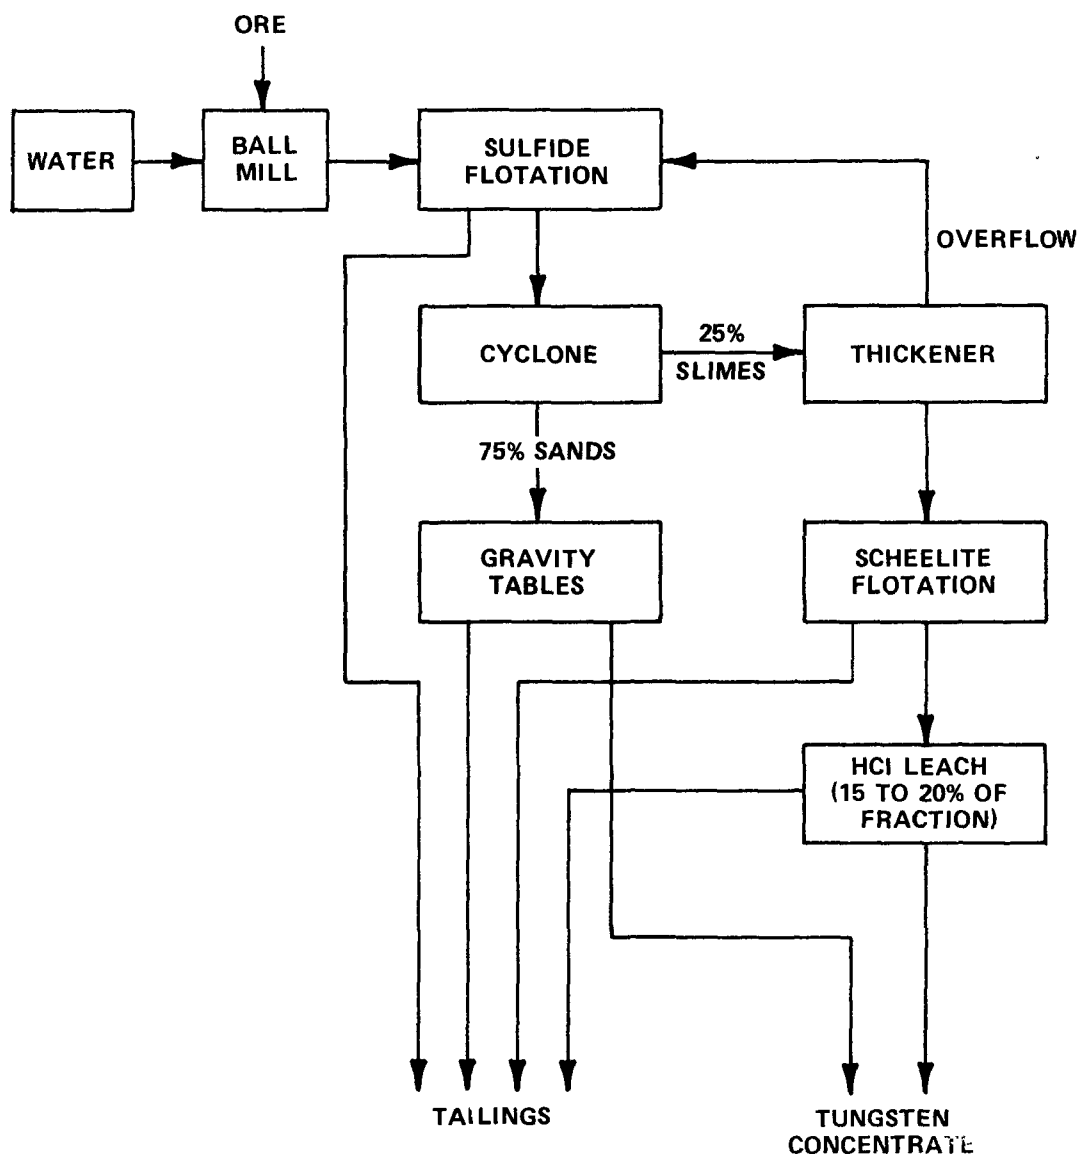 ORE
WATER
BALL
MILL
SULFIDE
FLOTATION
OVERFLOW
CYCLONE
25%
SLIMES
THICKENER
75% SANDS
GRAVITY
TABLES
SCHEELITE
FLOTATION
HCl LEACH
(15 TO 20% OF
FRACTION)
TAILINGS
TUNGSTEN
CONCENTRATE